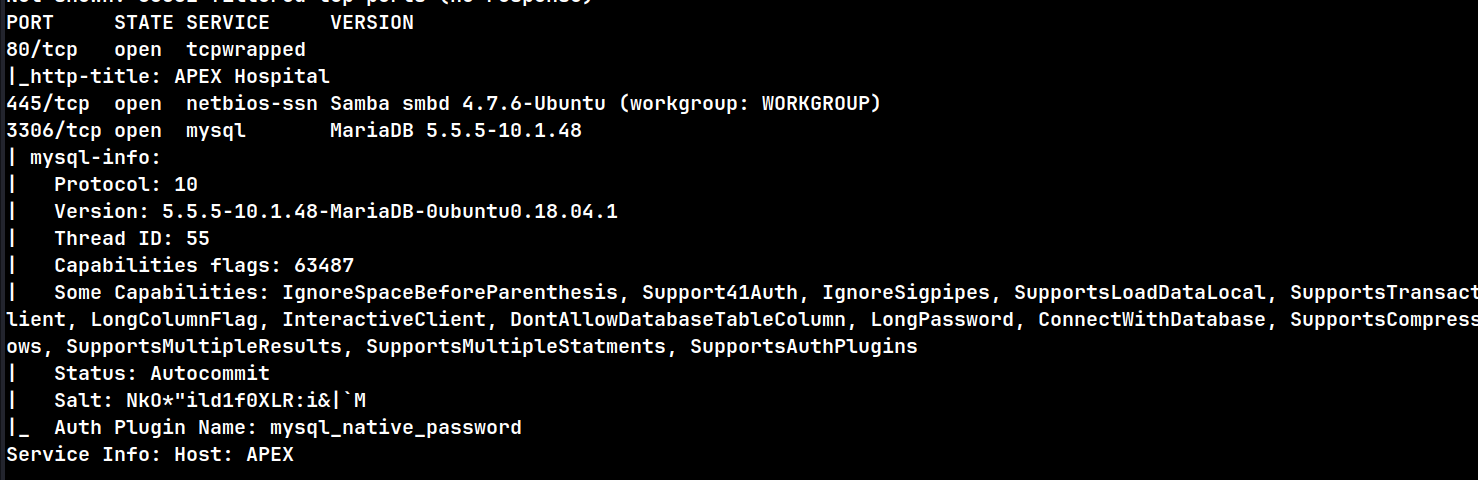 PORT     STATE SERVICE     VERSION
80/tcp   open  tcpwrapped
|_http-title: APEX Hospital
445/tcp  open  netbios-ssn Samba smbd 4.7.6-Ubuntu (workgroup: WORKGROUP)
3306/tcp open  mysql       MariaDB 5.5.5-10.1.48
| mysql-info:
|   Protocol: 10
|   Version: 5.5.5-10.1.48-MariaDB-0ubuntu0.18.04.1
|   Thread ID: 55
|   Capabilities flags: 63487
|   Some Capabilities: IgnoreSpaceBeforeParenthesis, Support41Auth, IgnoreSigpipes, SupportsLoadDataLocal, SupportsTransact
lient, LongColumnFlag, InteractiveClient, DontAllowDatabaseTableColumn, LongPassword, ConnectWithDatabase, SupportsCompress
ows, SupportsMultipleResults, SupportsMultipleStatments, SupportsAuthPlugins
|   Status: Autocommit
|   Salt: NkO*"ild1f0XLR:i&|`M
|_  Auth Plugin Name: mysql_native_password
Service Info: Host: APEX